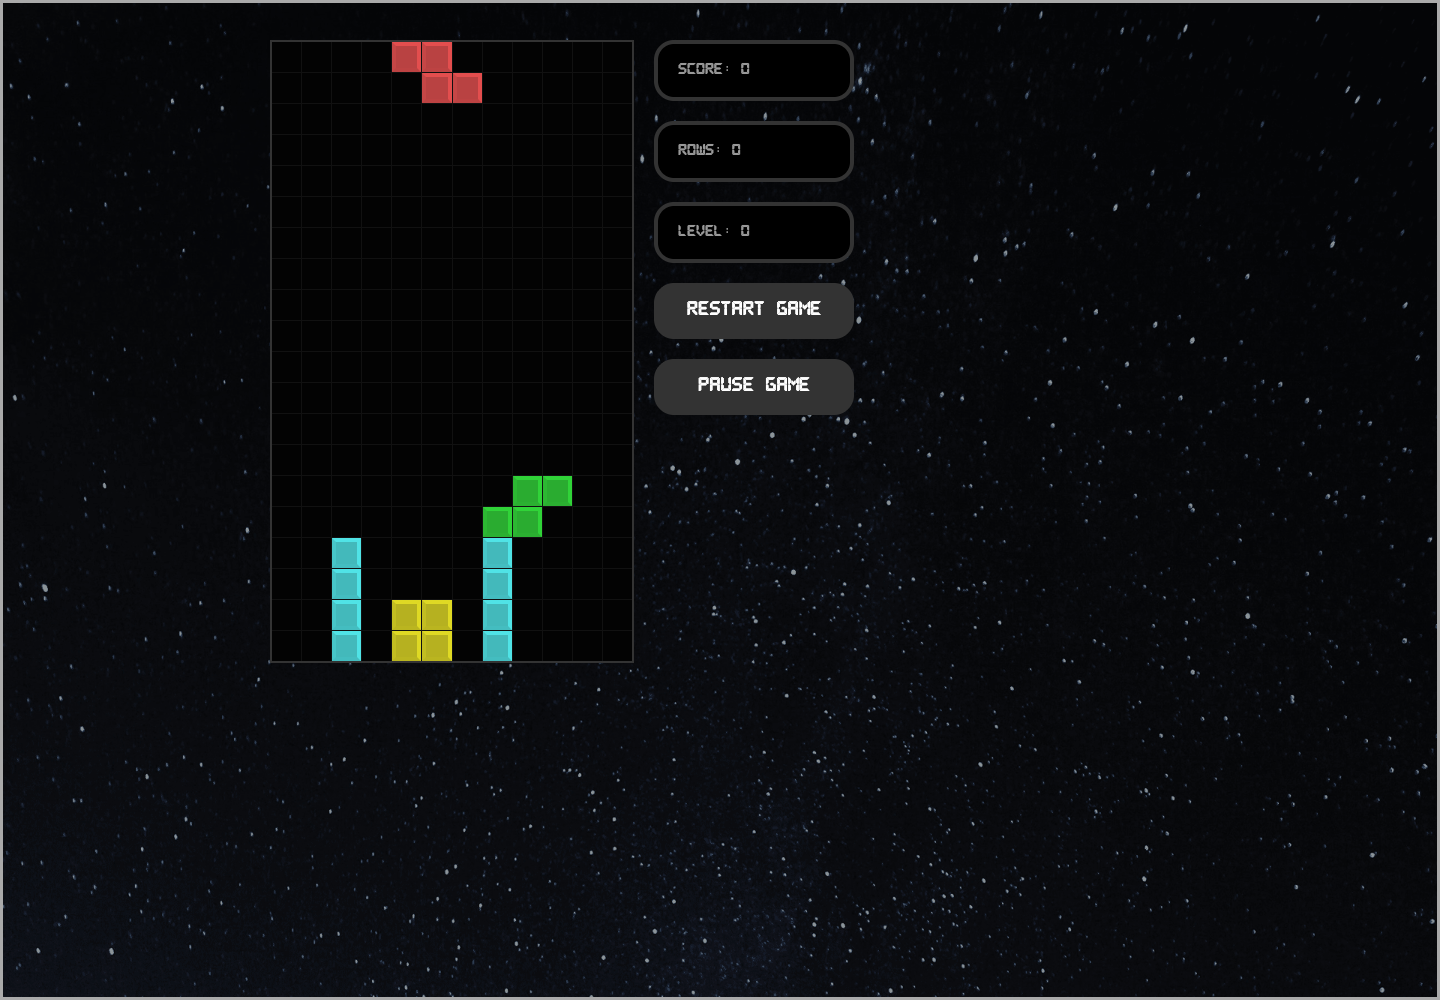 SCORE: 0
ROWS: 0
LEVEL: 0
RESTART GAME
PAUSE GAME